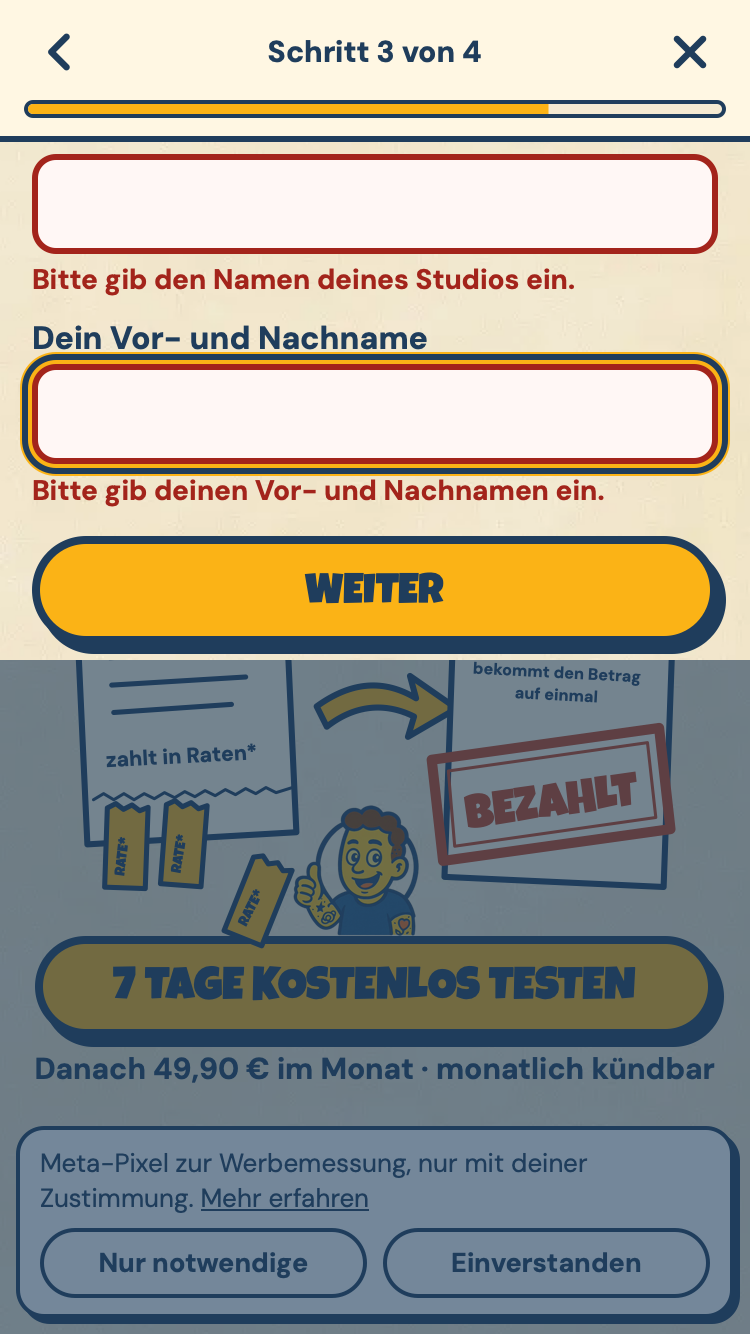 Schritt 3 von 4
Bitte gib den Namen deines Studios ein.
Dein Vor- und Nachname
Bitte gib deinen Vor- und Nachnamen ein.
WEITER
bekommt den Betrag
auf einmal
zahlt in Raten*
BEZAHLT
RATE*
RATE*
RATE*
7 TAGE KOSTENLOS TESTEN
Danach 49,90 € im Monat · monatlich kündbar
Meta-Pixel zur Werbemessung, nur mit deiner
Zustimmung. Mehr erfahren
Nur notwendige
Einverstanden